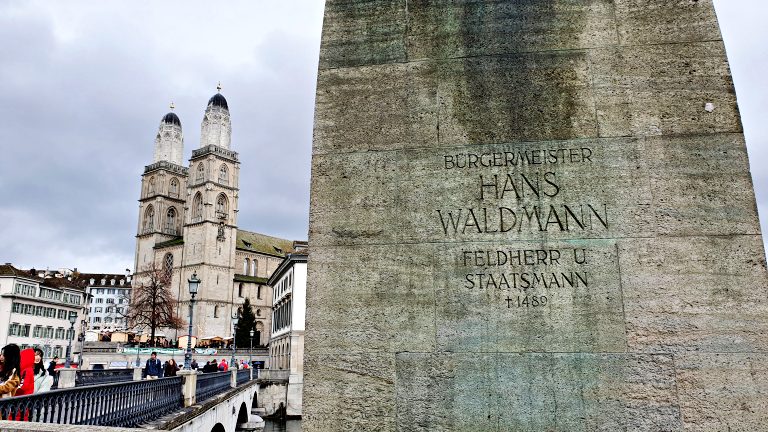 BÜRGERMEISTER
HANS
WALDMANN
FELDHERR U.
STAATSMANN
†1489